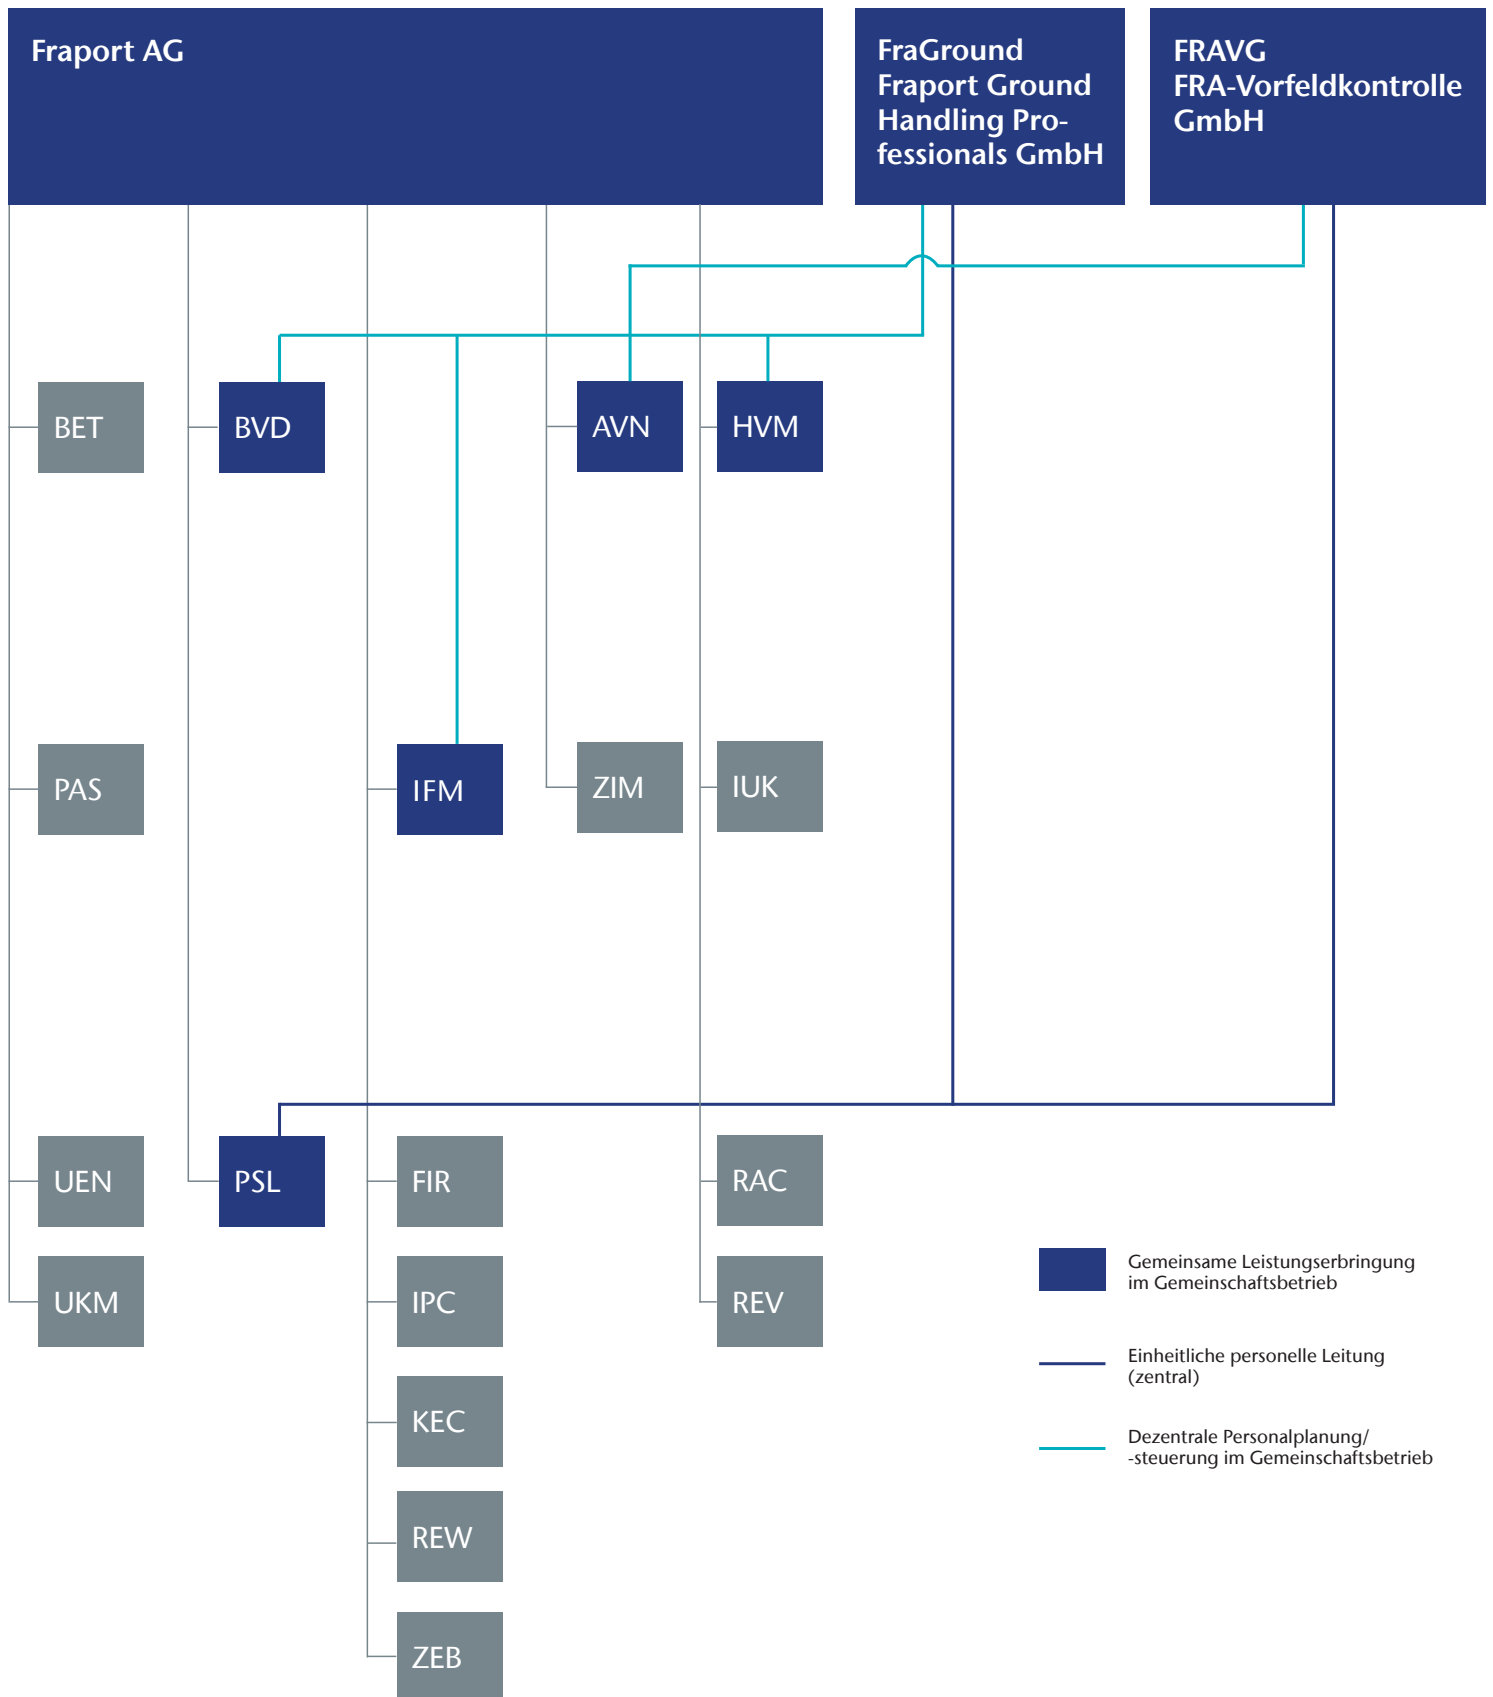 Fraport AG
FraGround
Fraport Ground
Handling Pro-
fessionals GmbH
FRAVG
FRA-Vorfeldkontrolle
GmbH
BET
BVD
AVN
HVM
PAS
IFM
ZIM
IUK
UEN
PSL
FIR
RAC
UKM
IPC
REV
KEC
REW
ZEB
Gemeinsame Leistungserbringung
im Gemeinschaftsbetrieb
Einheitliche personelle Leitung
(zentral)
Dezentrale Personalplanung/
-steuerung im Gemeinschaftsbetrieb